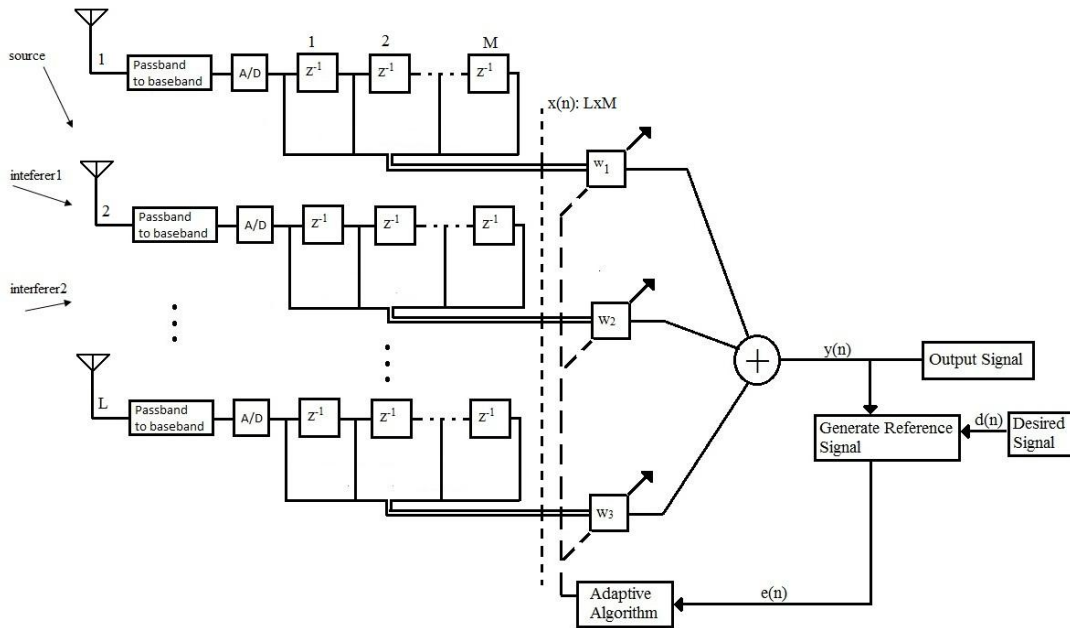 1 2 M
source
1
Passband
to baseband
A/D
Z-1
Z-1
Z-1
x(n): LxM
w1
inteferer1
2
Passband
to baseband
A/D
Z-1
Z-1
Z-1
interferer2
W2
y(n)
Output Signal
L
Passband
to baseband
A/D
Z-1
Z-1
Z-1
Generate Reference
Signal
d(n)
Desired
Signal
W3
Adaptive
Algorithm
e(n)